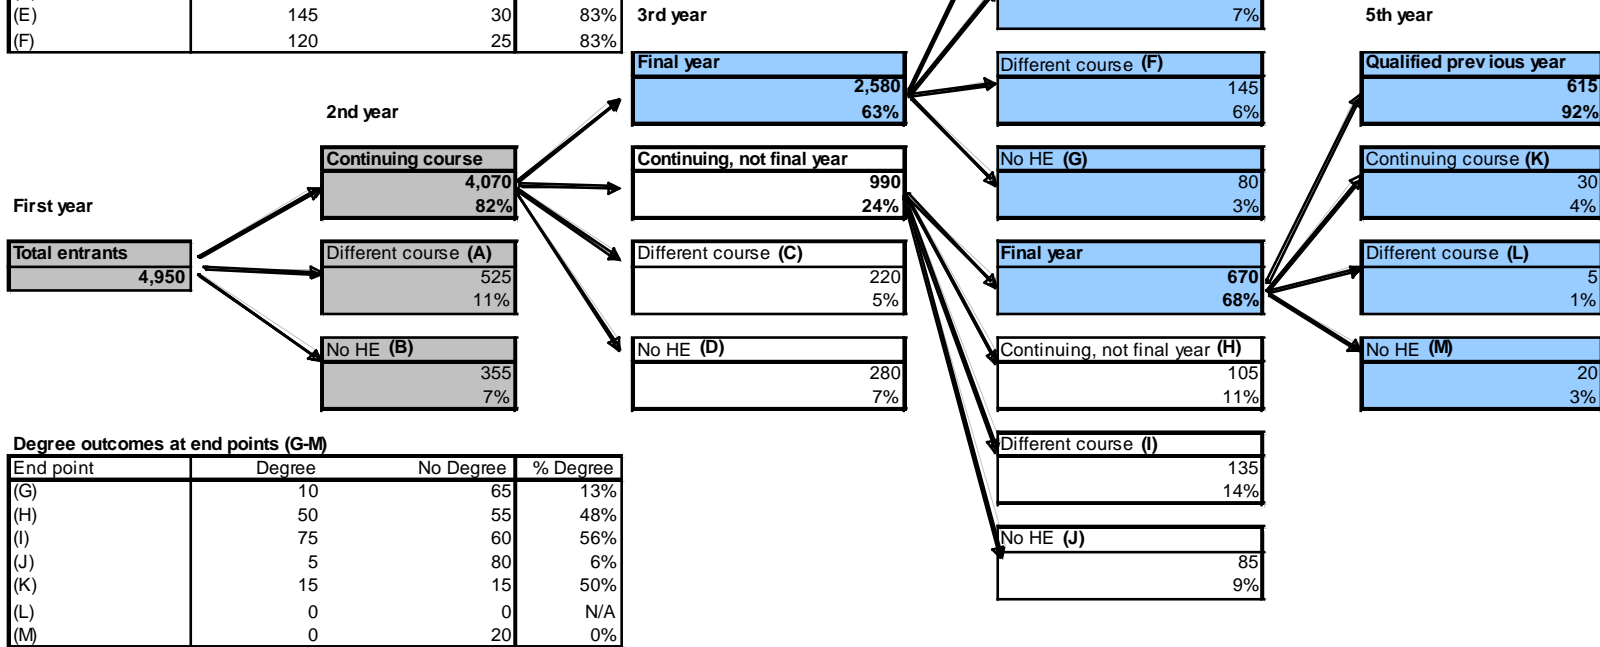 (E) 145 30 83%
(F) 120 25 83%
3rd year
7%
5th year
Final year
2,580
63%
Different course (F)
145
6%
Qualified previous year
615
92%
2nd year
Continuing course
4,070
82%
Continuing, not final year
990
24%
No HE (G)
80
3%
Continuing course (K)
30
4%
First year
Total entrants
4,950
Different course (A)
525
11%
Different course (C)
220
5%
Final year
670
68%
Different course (L)
5
1%
No HE (B)
355
7%
No HE (D)
280
7%
Continuing, not final year (H)
105
11%
No HE (M)
20
3%
Different course (I)
135
14%
No HE (J)
85
9%
Degree outcomes at end points (G-M)
End point Degree No Degree % Degree
(G) 10 65 13%
(H) 50 55 48%
(I) 75 60 56%
(J) 5 80 6%
(K) 15 15 50%
(L) 0 0 N/A
(M) 0 20 0%